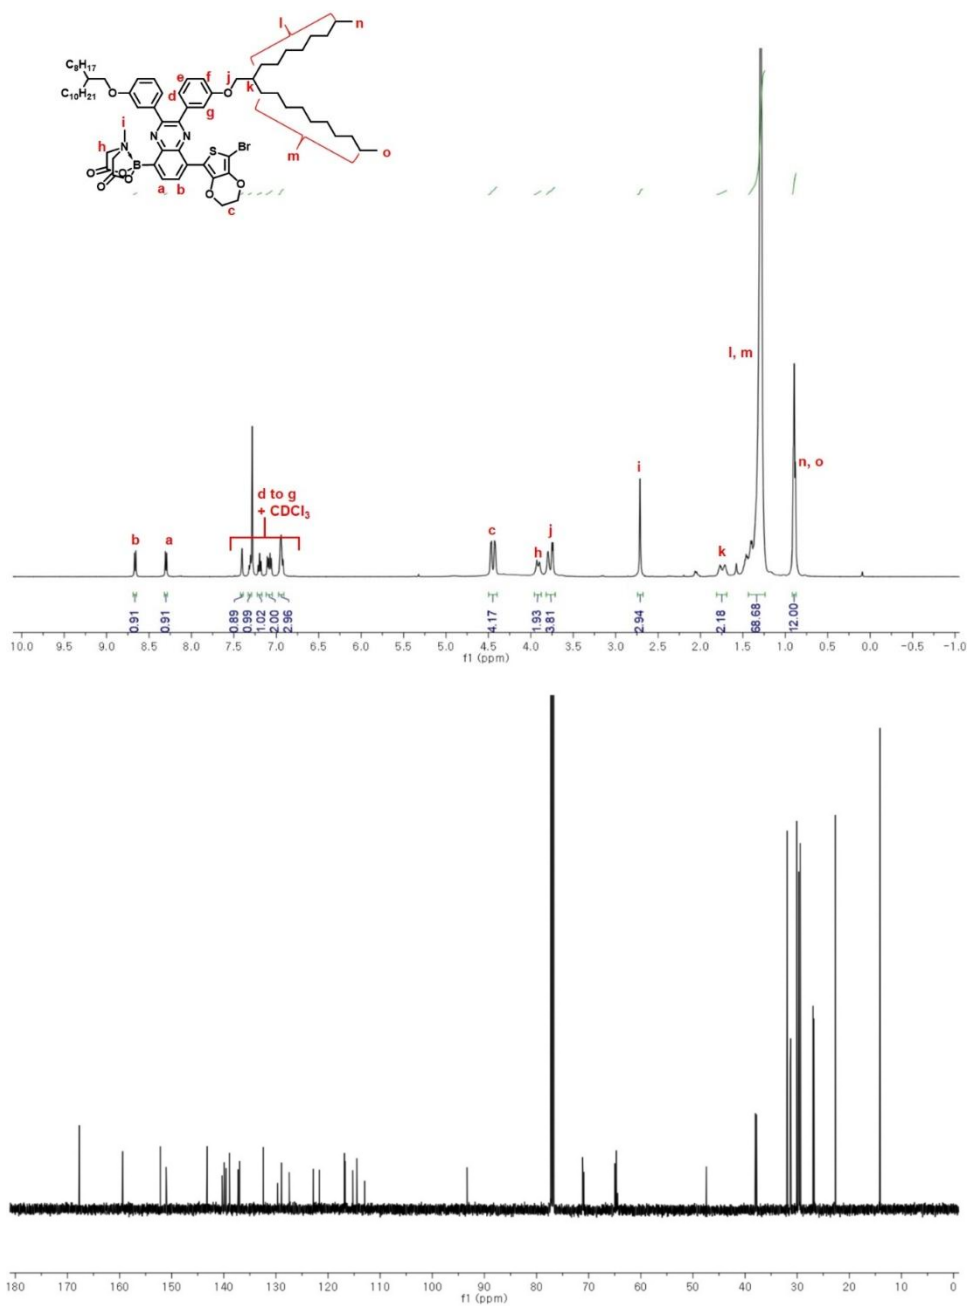 l
n
C₈H₁₇
C₁₀H₂₁
O
e
f
j
O
k
d
g
i
N
N
h
N
S
Br
m
o
O
O
B
O
O
a
b
O
O
c
l, m
n, o
i
d to g
+ CDCl₃
b
a
c
h
j
k
0.91
0.91
0.89
0.99
1.02
2.00
2.96
4.17
1.93
3.81
2.94
2.18
68.68
12.00
10.0 9.5 9.0 8.5 8.0 7.5 7.0 6.5 6.0 5.5 5.0 4.5 4.0 3.5 3.0 2.5 2.0 1.5 1.0 0.5 0.0 -0.5 -1.0
f1 (ppm)
180 170 160 150 140 130 120 110 100 90 80 70 60 50 40 30 20 10 0
f1 (ppm)